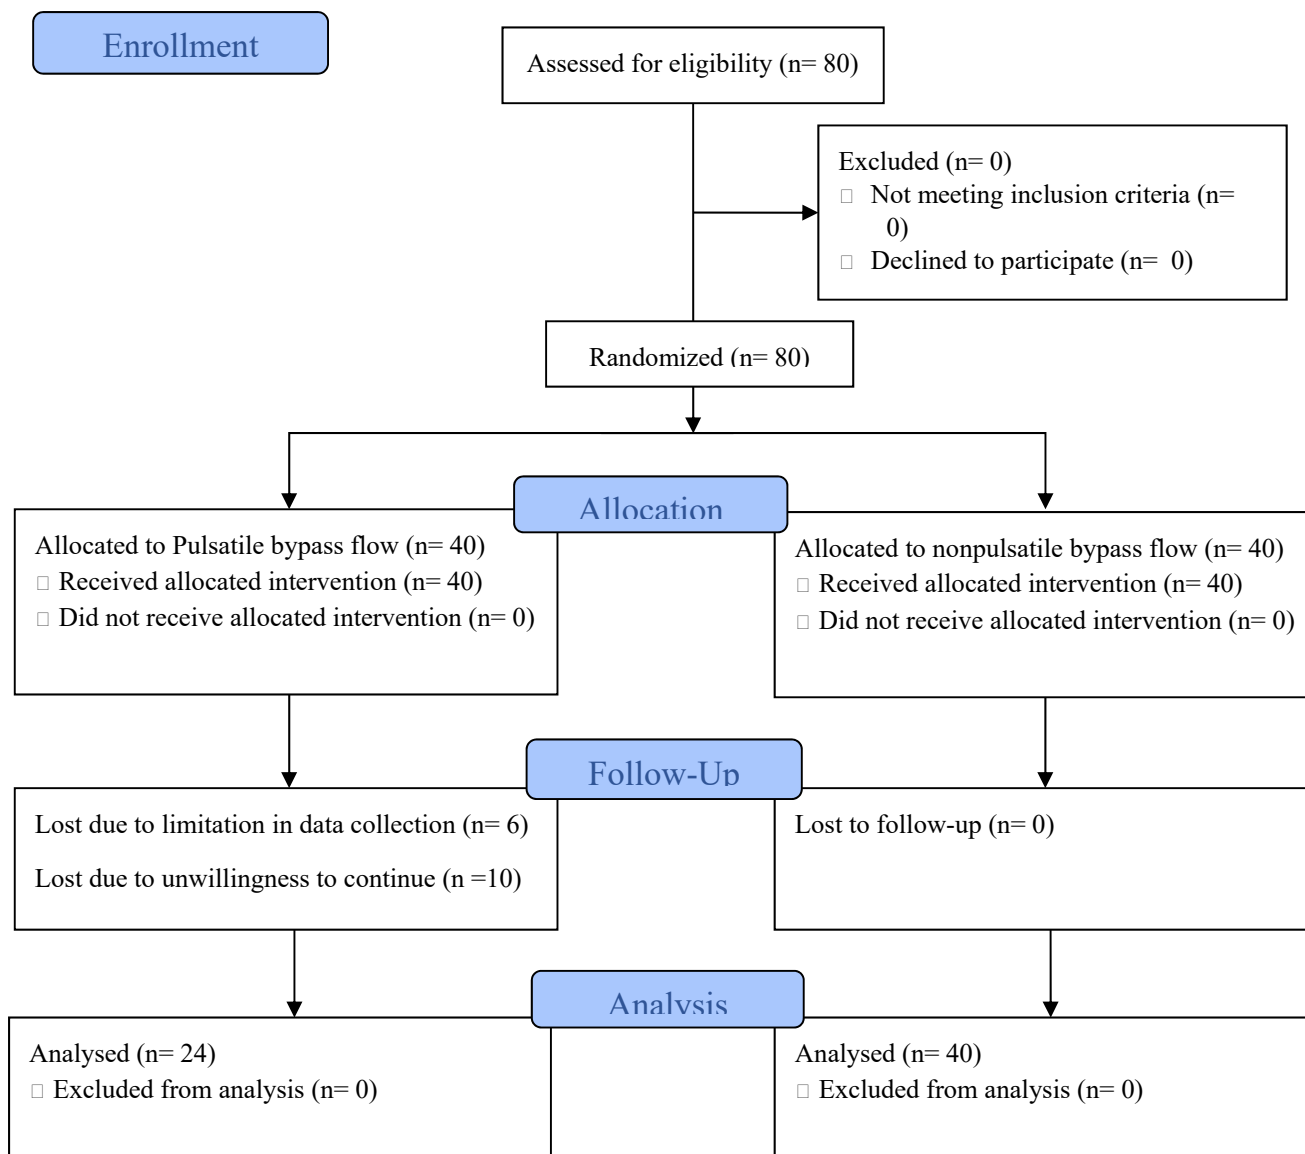 Enrollment
Assessed for eligibility (n= 80)
Excluded (n= 0)
Not meeting inclusion criteria (n=
0)
Declined to participate (n=  0)
Randomized (n= 80)
Allocation
Allocated to Pulsatile bypass flow (n= 40)
Received allocated intervention (n= 40)
Did not receive allocated intervention (n= 0)
Allocated to nonpulsatile bypass flow (n= 40)
Received allocated intervention (n= 40)
Did not receive allocated intervention (n= 0)
Follow-Up
Lost due to limitation in data collection (n= 6)
Lost due to unwillingness to continue (n =10)
Lost to follow-up (n= 0)
Analysis
Analysed (n= 24)
Excluded from analysis (n= 0)
Analysed (n= 40)
Excluded from analysis (n= 0)